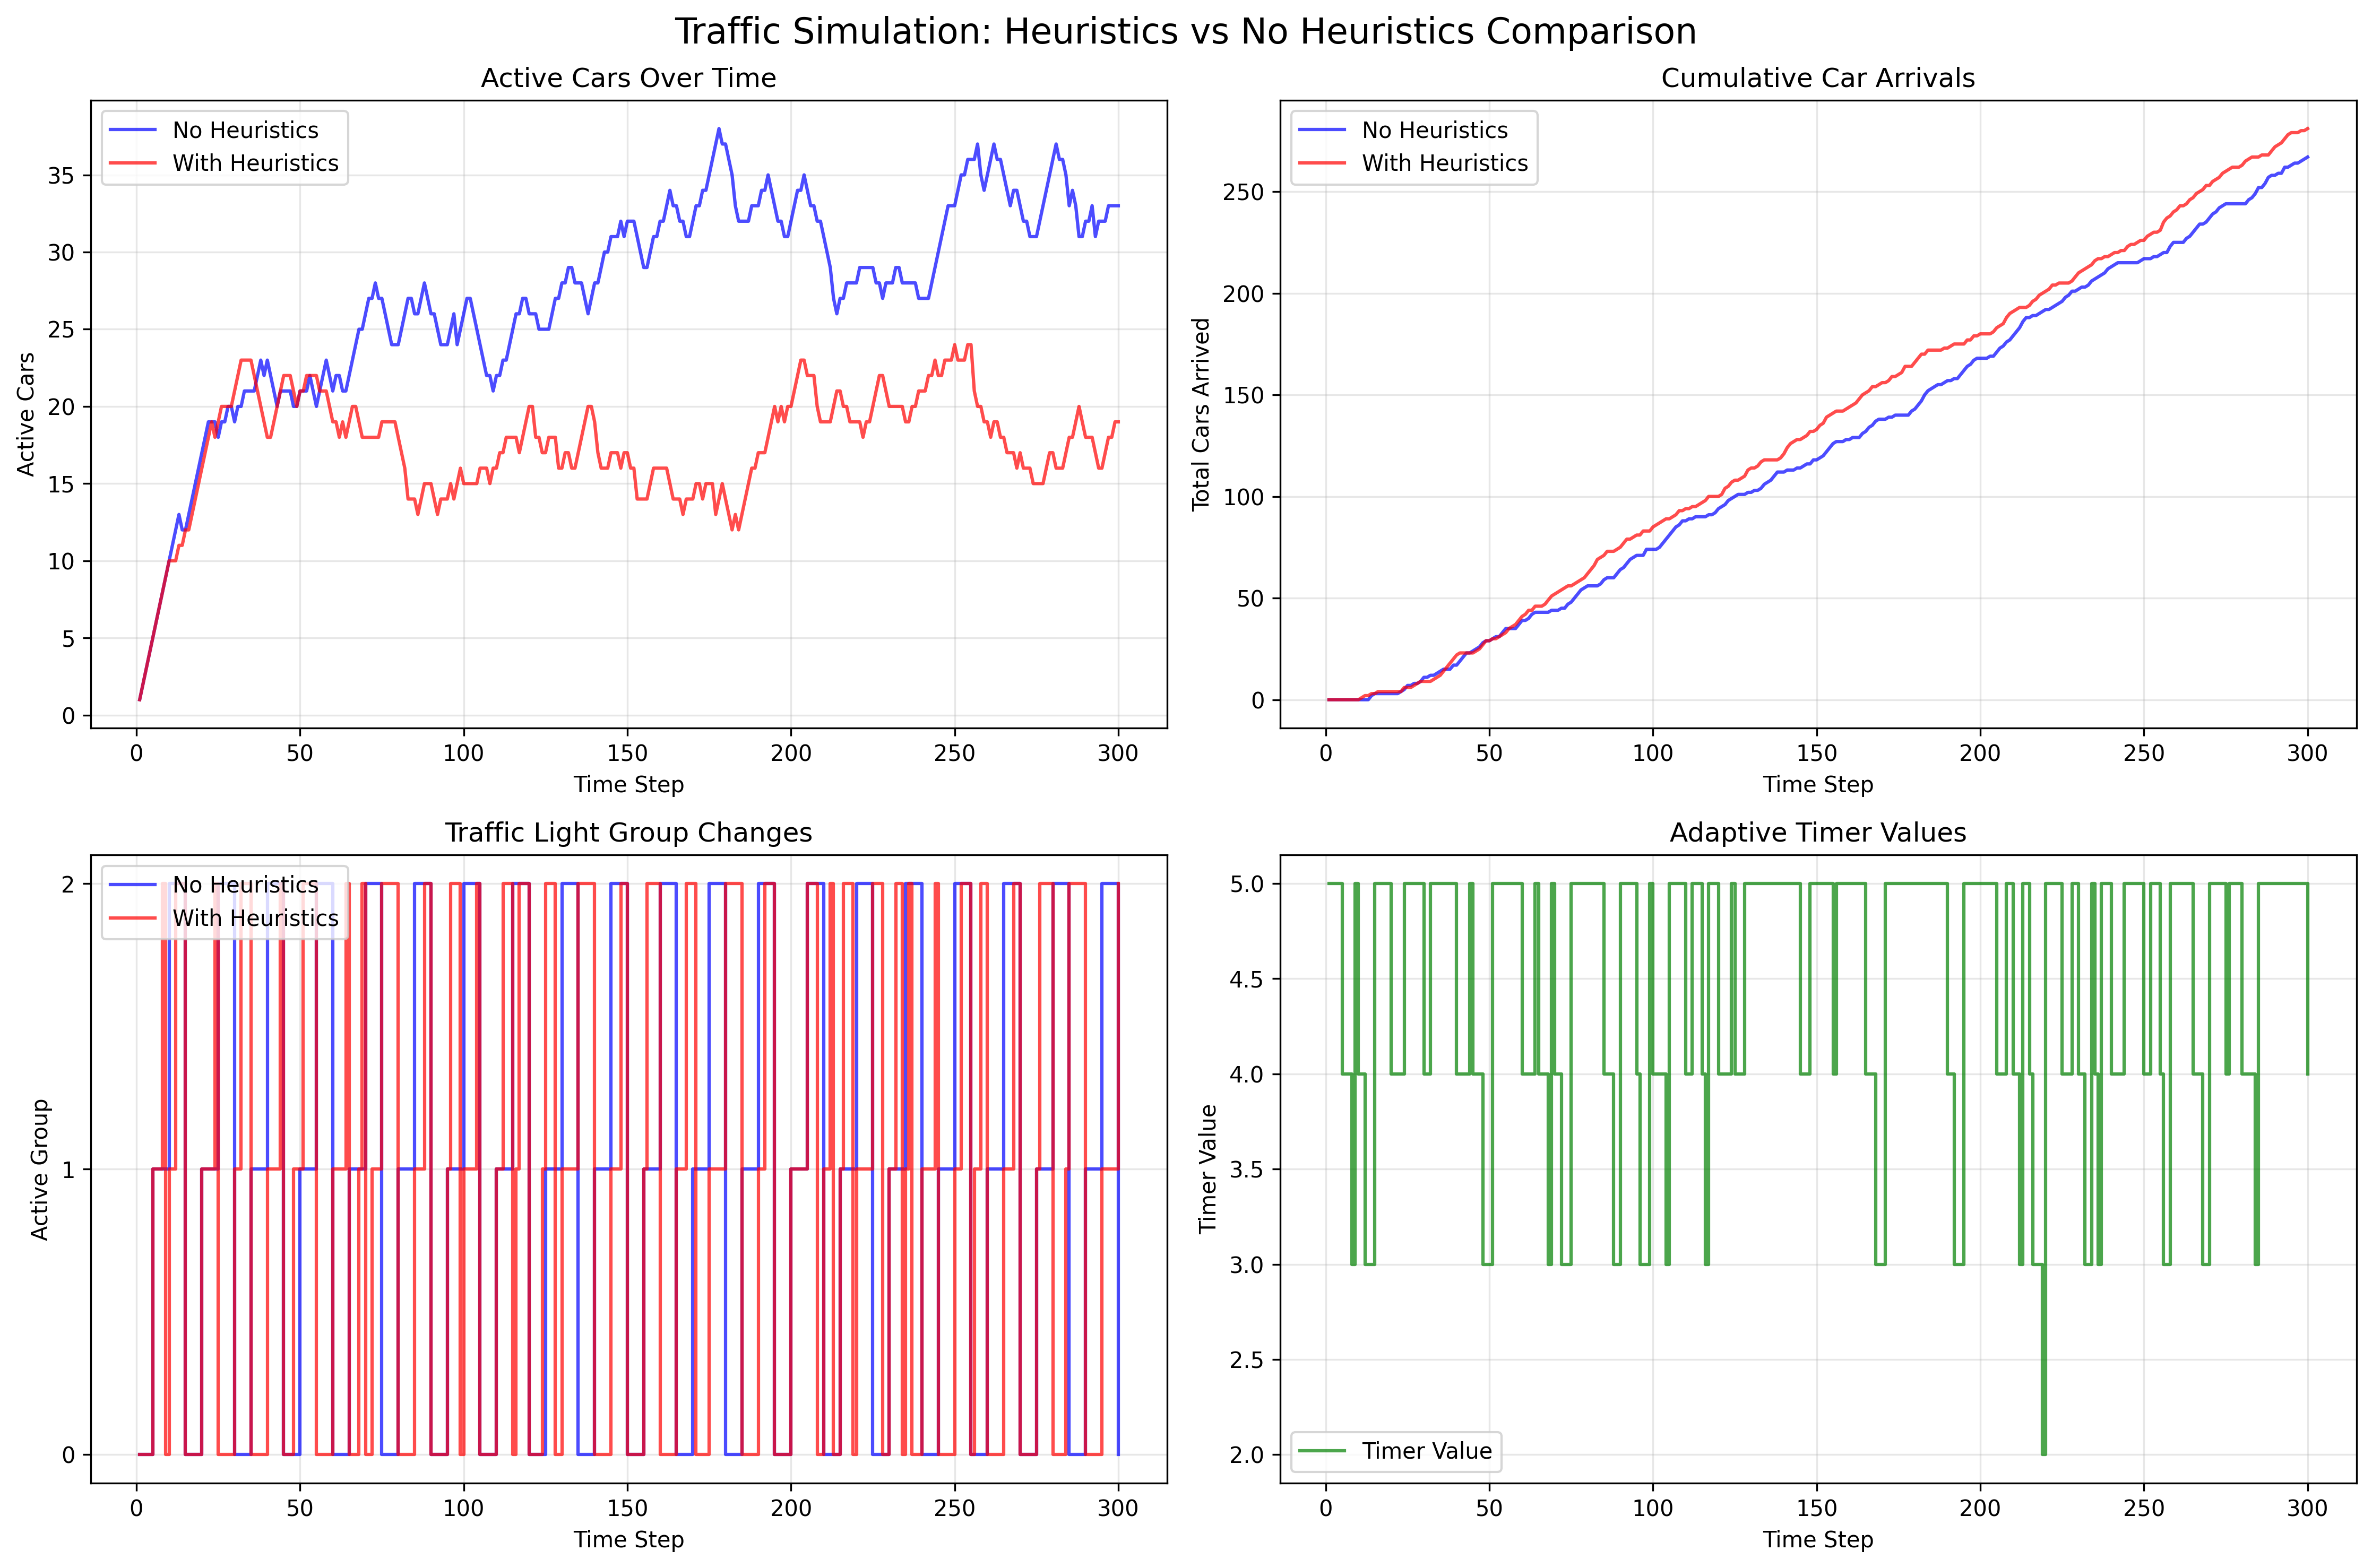 Traffic Simulation: Heuristics vs No Heuristics Comparison
Active Cars Over Time
No Heuristics
With Heuristics
35
30
25
20
15
10
5
0
Active Cars
0 50 100 150 200 250 300
Time Step
Cumulative Car Arrivals
No Heuristics
With Heuristics
250
200
150
100
50
0
Total Cars Arrived
0 50 100 150 200 250 300
Time Step
Traffic Light Group Changes
No Heuristics
With Heuristics
2
1
0
Active Group
0 50 100 150 200 250 300
Time Step
Adaptive Timer Values
5.0
4.5
4.0
3.5
3.0
2.5
2.0
Timer Value
Timer Value
0 50 100 150 200 250 300
Time Step